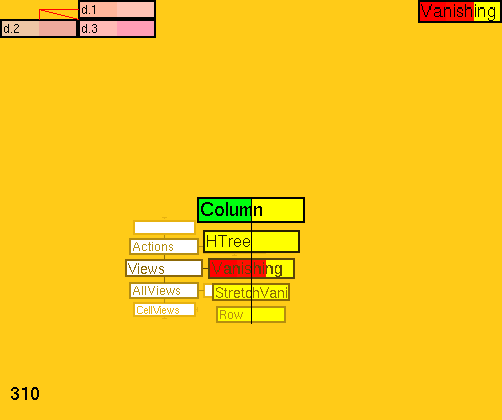 d.1
Vanishing
d.2
d.3
Column
Actions
HTree
Views
Vanishing
AllViews
StretchVani
CellViews
Row
310